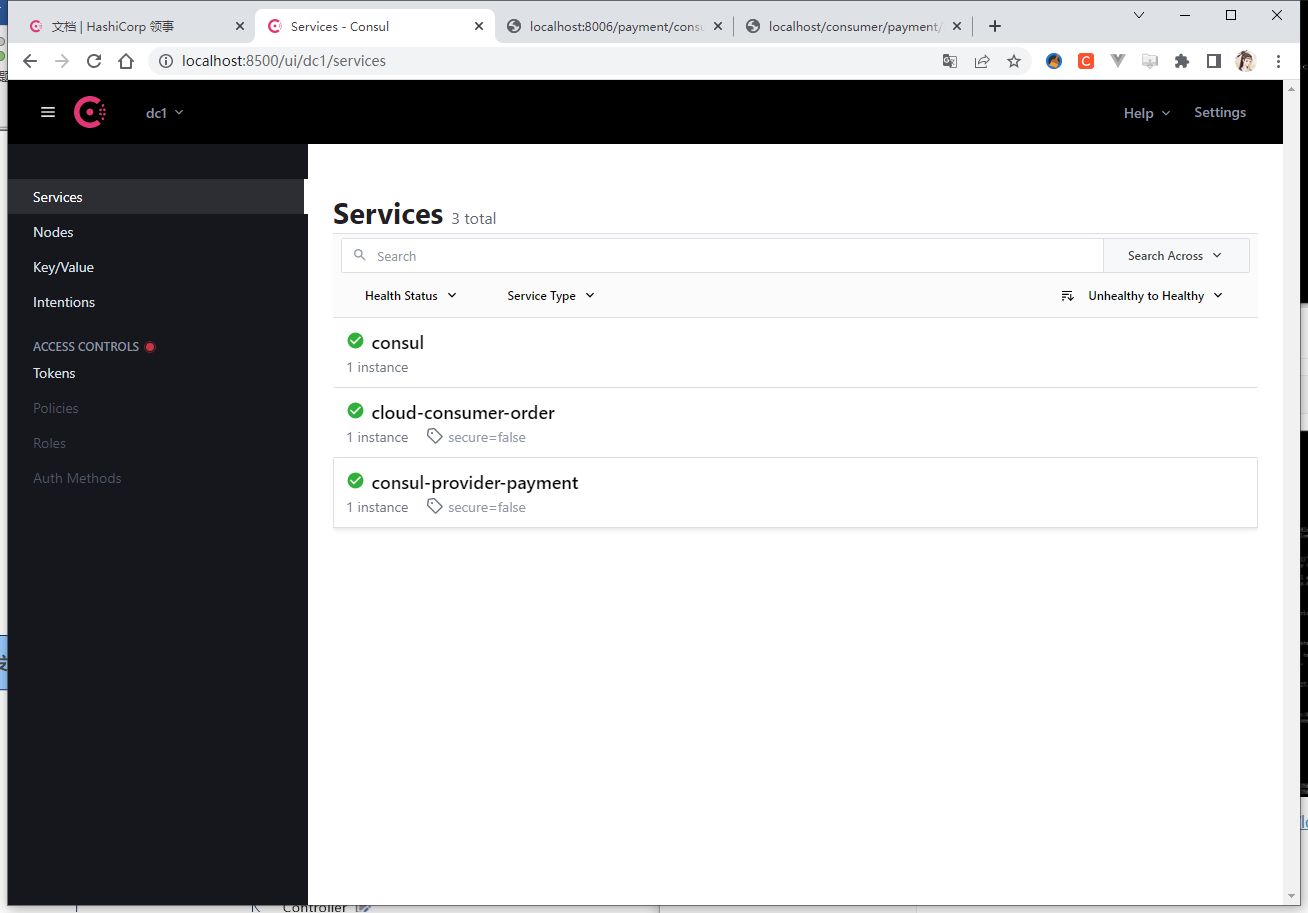 文档 | HashiCorp 领事
Services - Consul
localhost:8006/payment/consu
localhost/consumer/payment/
localhost:8500/ui/dc1/services
dc1
Help
Settings
Services
Nodes
Key/Value
Intentions
ACCESS CONTROLS
Tokens
Policies
Roles
Auth Methods
Services 3 total
Search
Search Across
Health Status
Service Type
Unhealthy to Healthy
consul
1 instance
cloud-consumer-order
1 instance
secure=false
consul-provider-payment
1 instance
secure=false
Controller